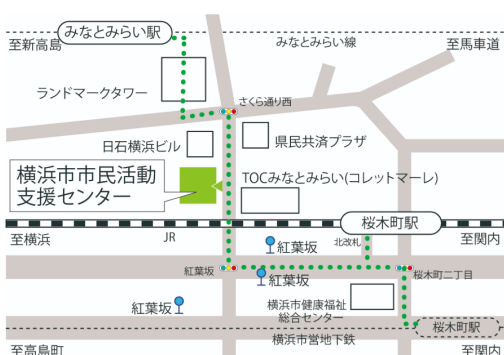 みなとみらい駅
至新高島
みなとみらい線
至馬車道
ランドマークタワー
さくら通り西
日石横浜ビル
県民共済プラザ
横浜市市民活動
支援センター
TOCみなとみらい(コレットマーレ)
桜木町駅
至横浜
JR
北改札
至関内
紅葉坂
紅葉坂
紅葉坂
桜木町二丁目
紅葉坂
横浜市健康福祉
総合センター
桜木町駅
横浜市営地下鉄
至高島町
至関内